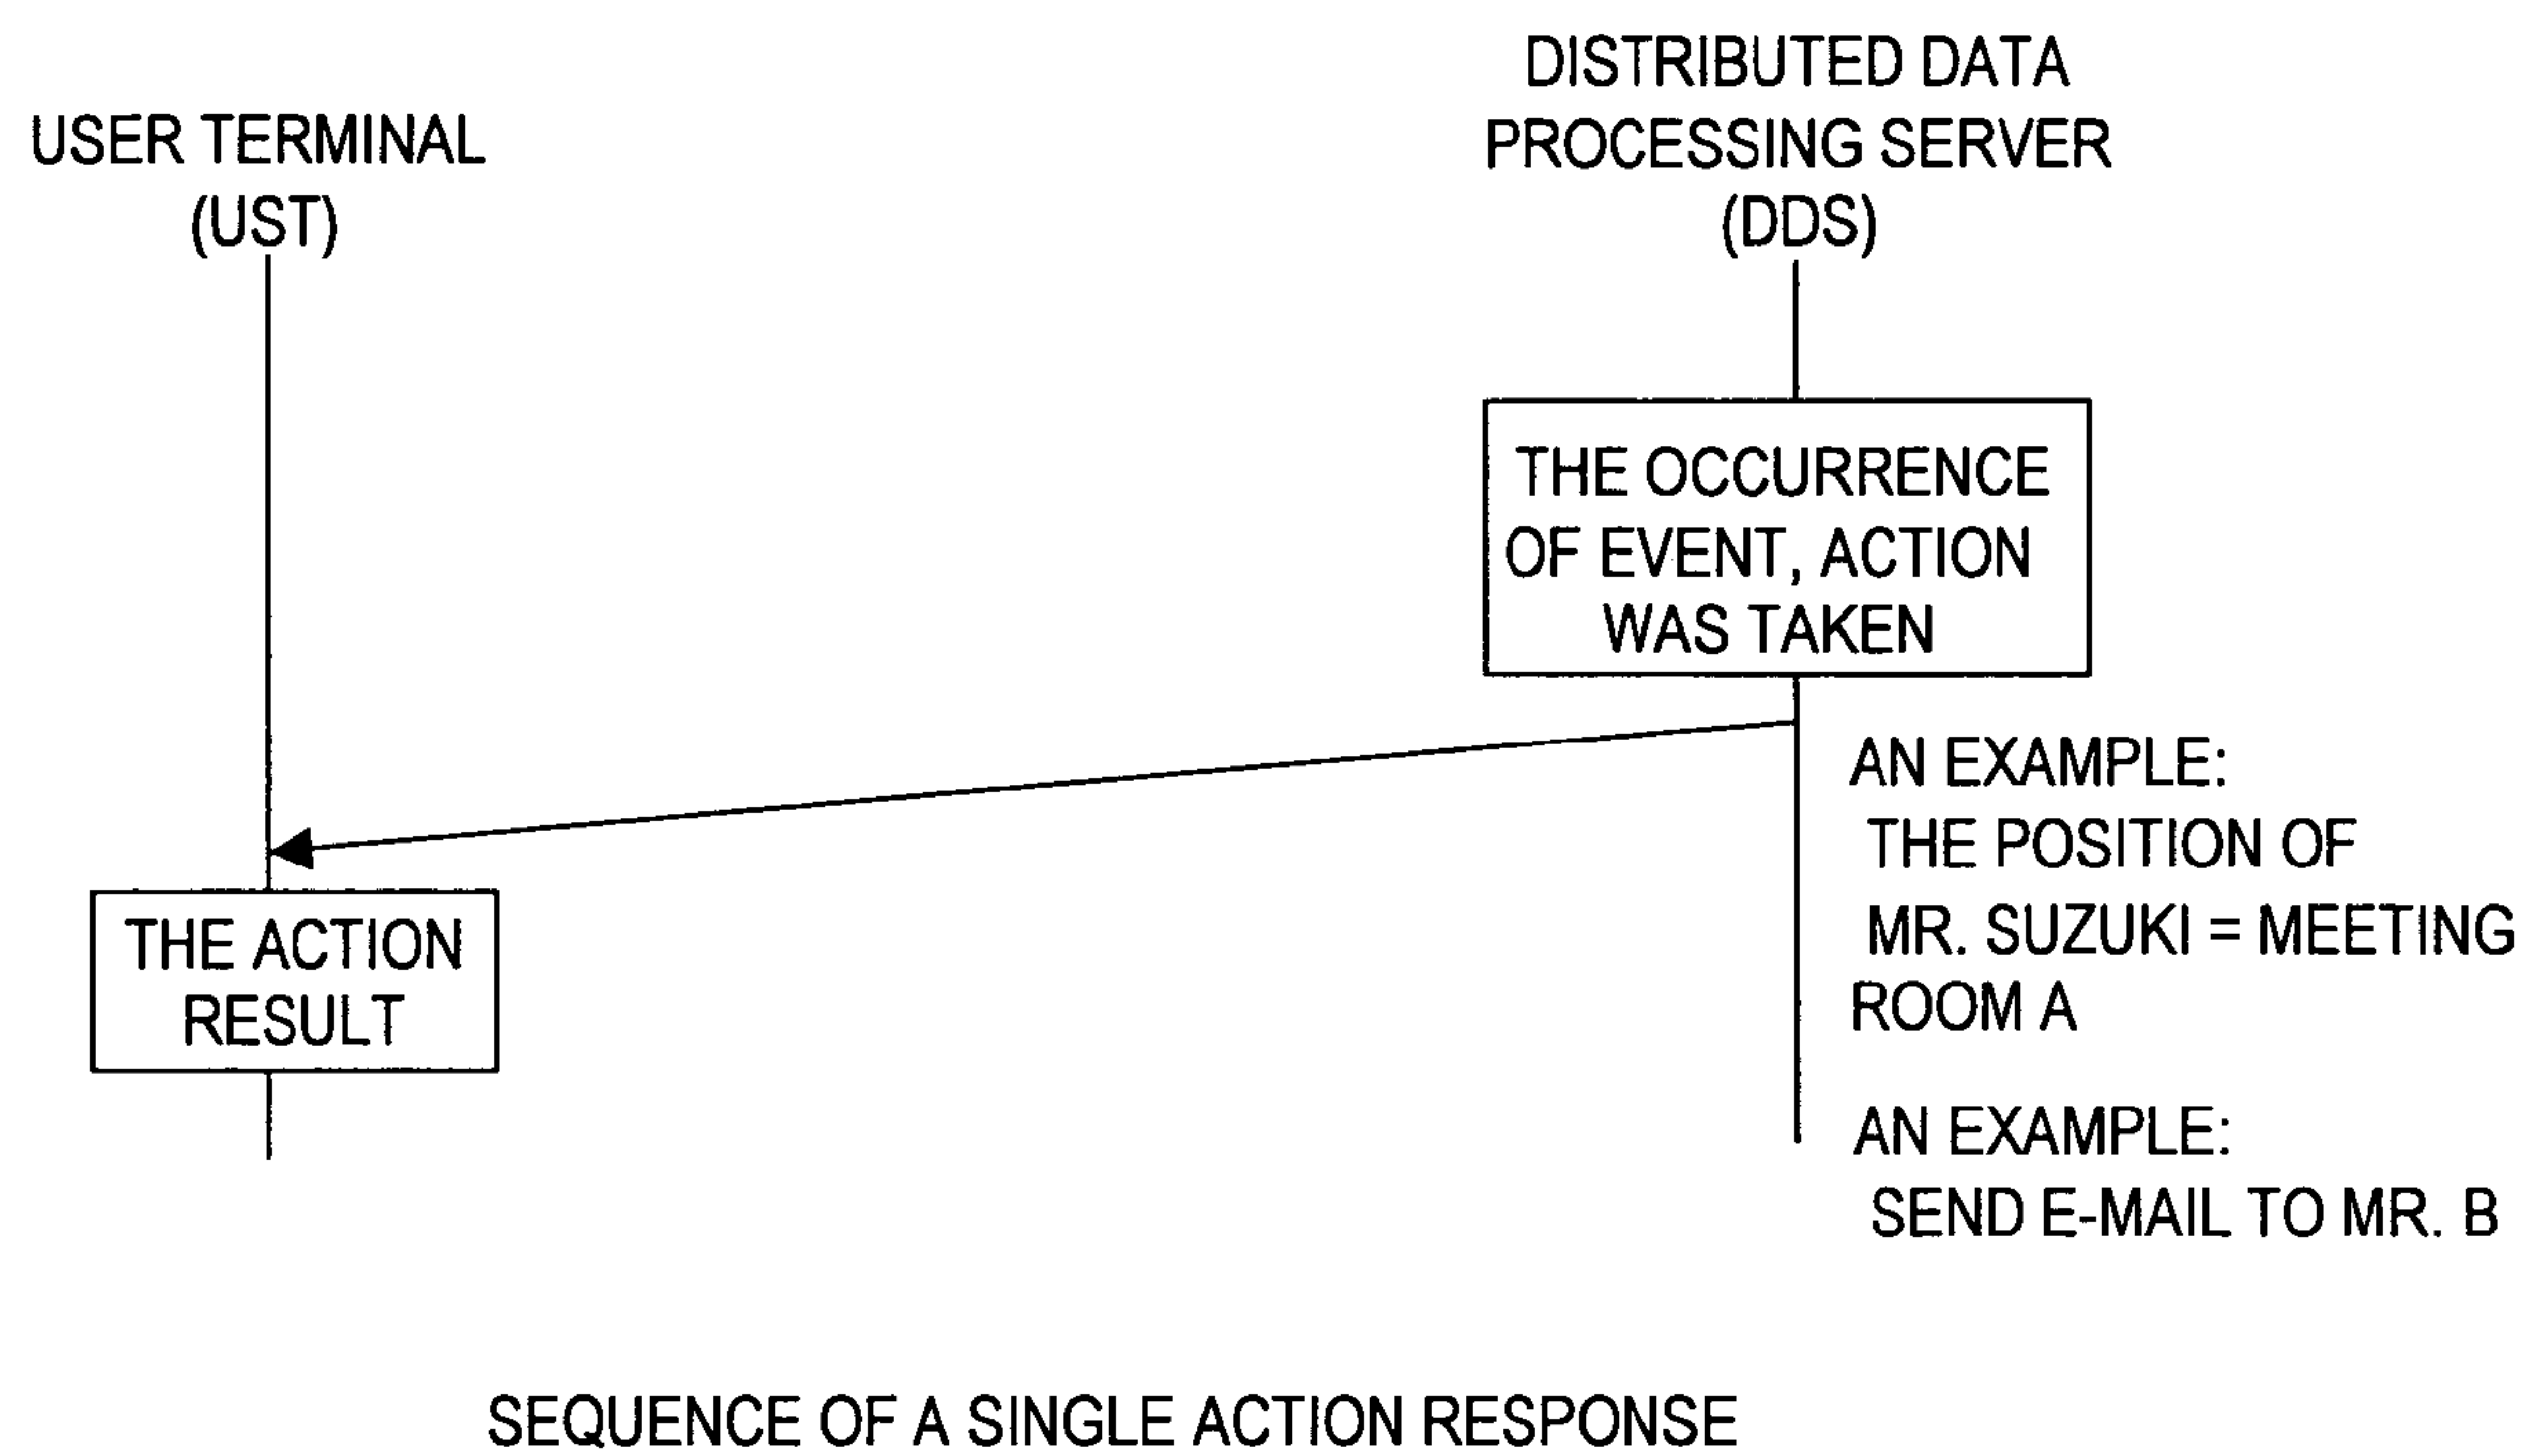 USER TERMINAL
(UST)
DISTRIBUTED DATA
PROCESSING SERVER
(DDS)
THE OCCURRENCE
OF EVENT, ACTION
WAS TAKEN
AN EXAMPLE:
THE POSITION OF
MR. SUZUKI = MEETING
ROOM A
THE ACTION
RESULT
AN EXAMPLE:
SEND E-MAIL TO MR. B
SEQUENCE OF A SINGLE ACTION RESPONSE